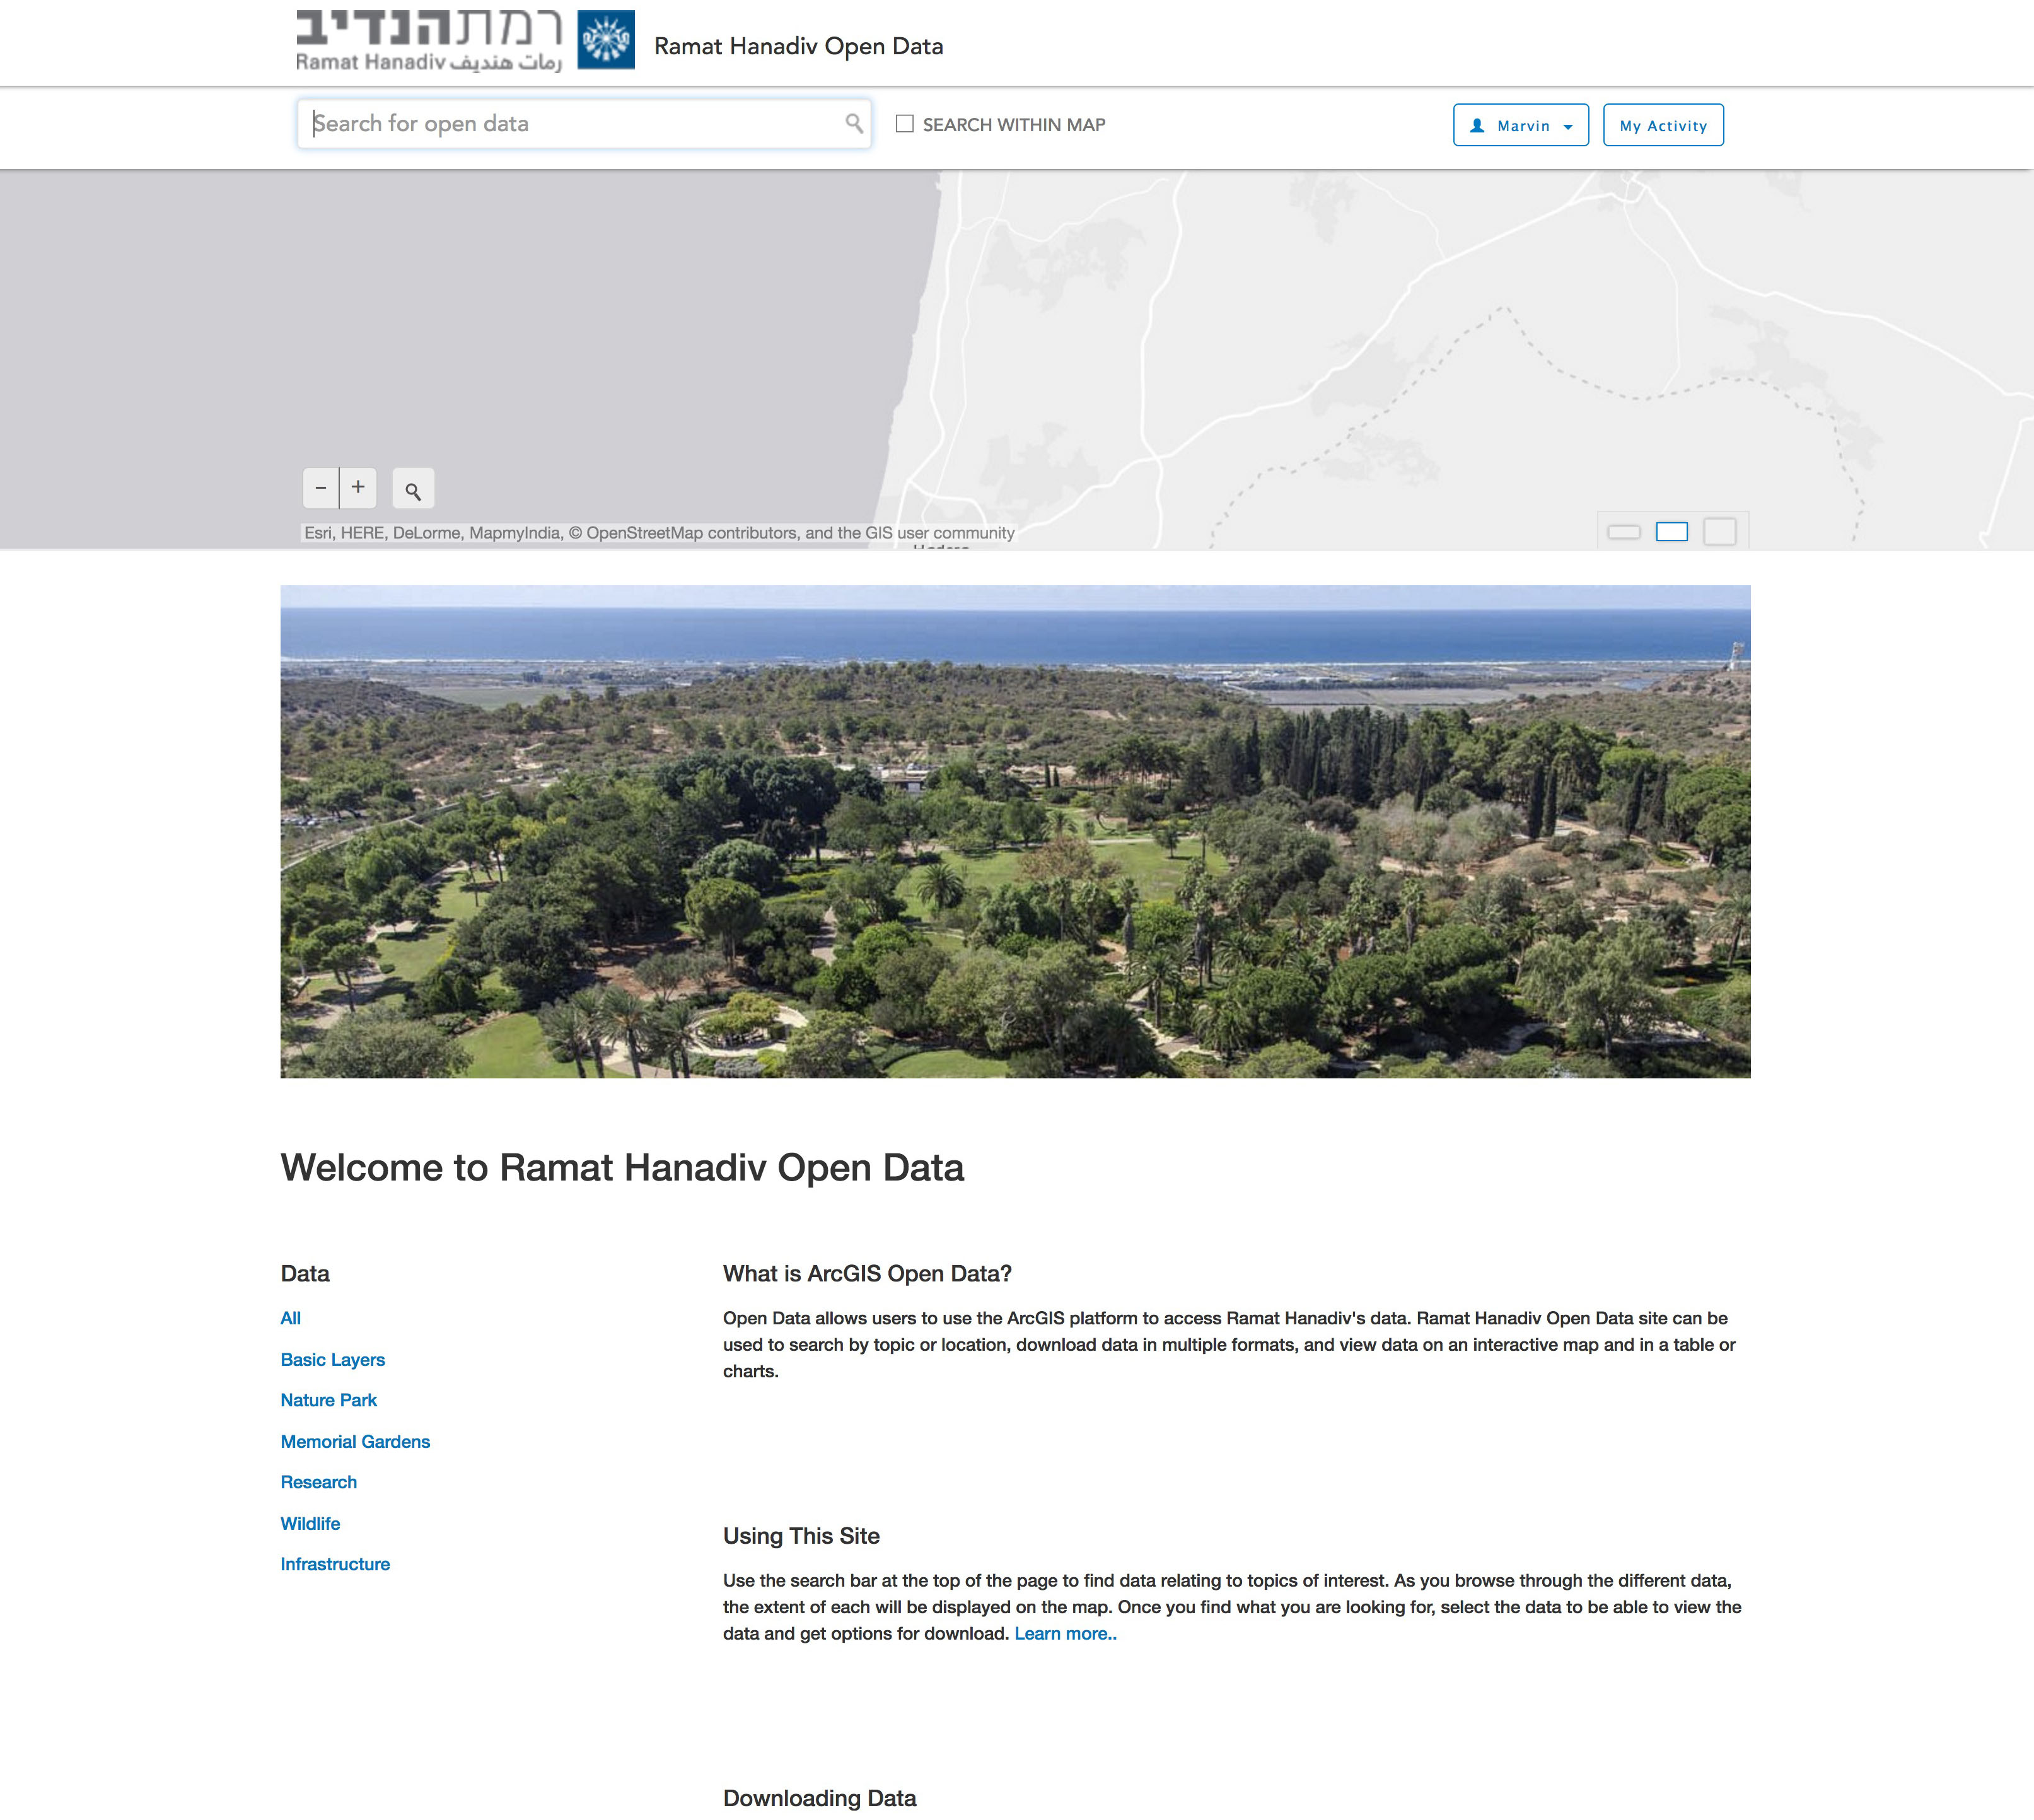 רמת הנדיב
Ramat Hanadiv رمات هنديف
Ramat Hanadiv Open Data
Search for open data
SEARCH WITHIN MAP
Marvin
My Activity
− +
Esri, HERE, DeLorme, MapmyIndia, © OpenStreetMap contributors, and the GIS user community
Welcome to Ramat Hanadiv Open Data
Data
All
Basic Layers
Nature Park
Memorial Gardens
Research
Wildlife
Infrastructure
What is ArcGIS Open Data?
Open Data allows users to use the ArcGIS platform to access Ramat Hanadiv's data. Ramat Hanadiv Open Data site can be
used to search by topic or location, download data in multiple formats, and view data on an interactive map and in a table or
charts.
Using This Site
Use the search bar at the top of the page to find data relating to topics of interest. As you browse through the different data,
the extent of each will be displayed on the map. Once you find what you are looking for, select the data to be able to view the
data and get options for download. Learn more..
Downloading Data